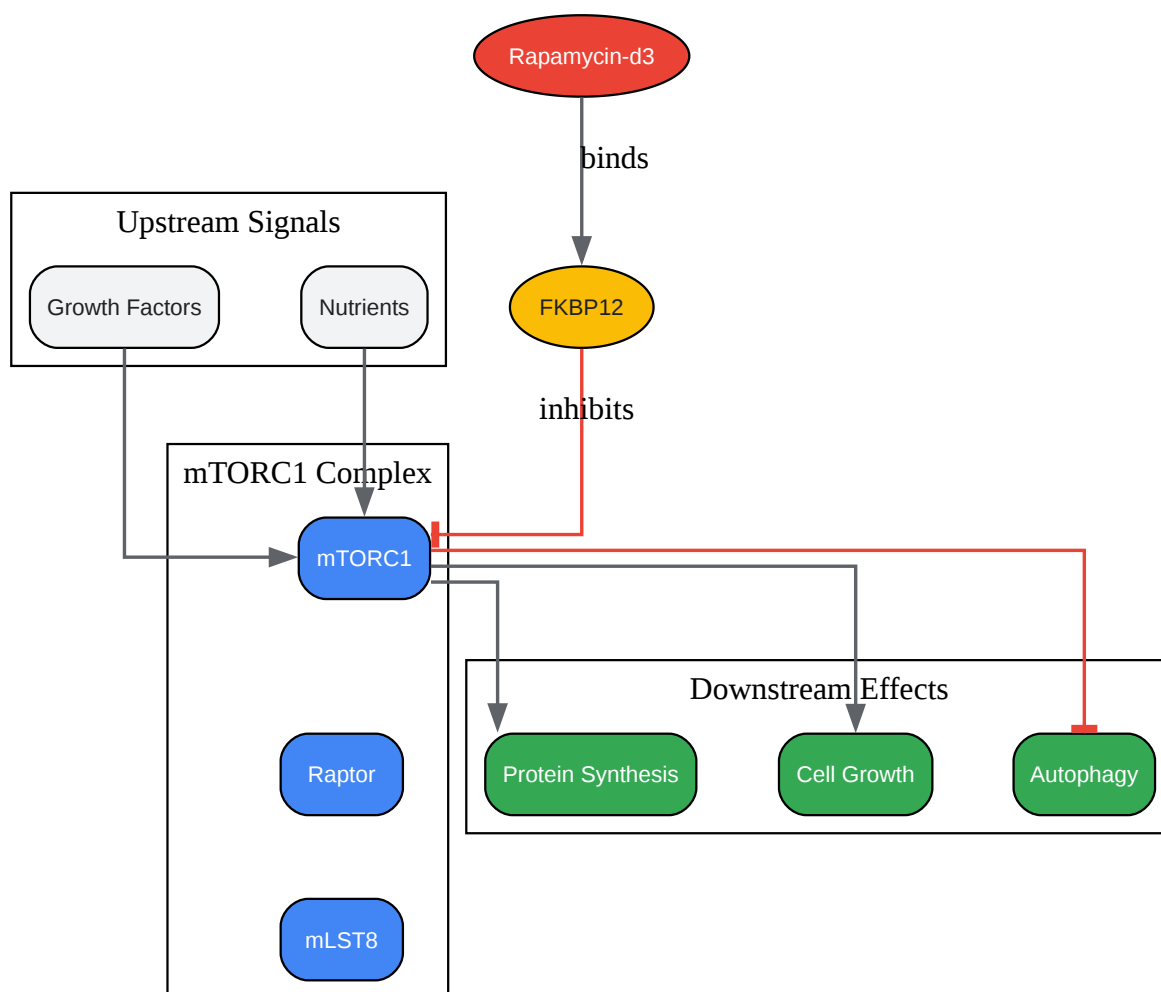 Rapamycin-d3
binds
Upstream Signals
Growth Factors
Nutrients
FKBP12
inhibits
mTORC1 Complex
mTORC1
Downstream Effects
Raptor
Protein Synthesis
Cell Growth
Autophagy
mLST8